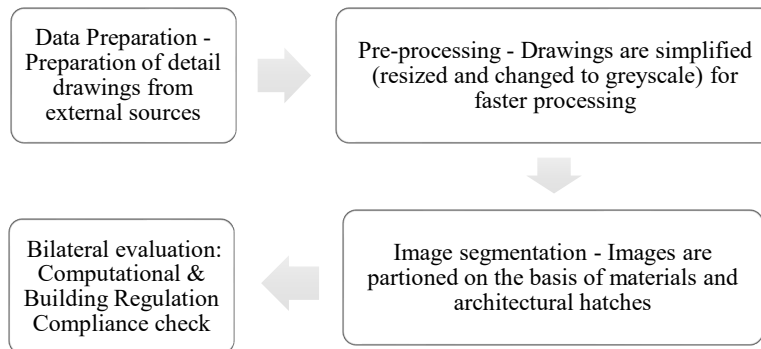 Data Preparation -
Preparation of detail
drawings from
external sources
Pre-processing - Drawings are simplified
(resized and changed to greyscale) for
faster processing
Image segmentation - Images are
partioned on the basis of materials and
architectural hatches
Bilateral evaluation:
Computational &
Building Regulation
Compliance check